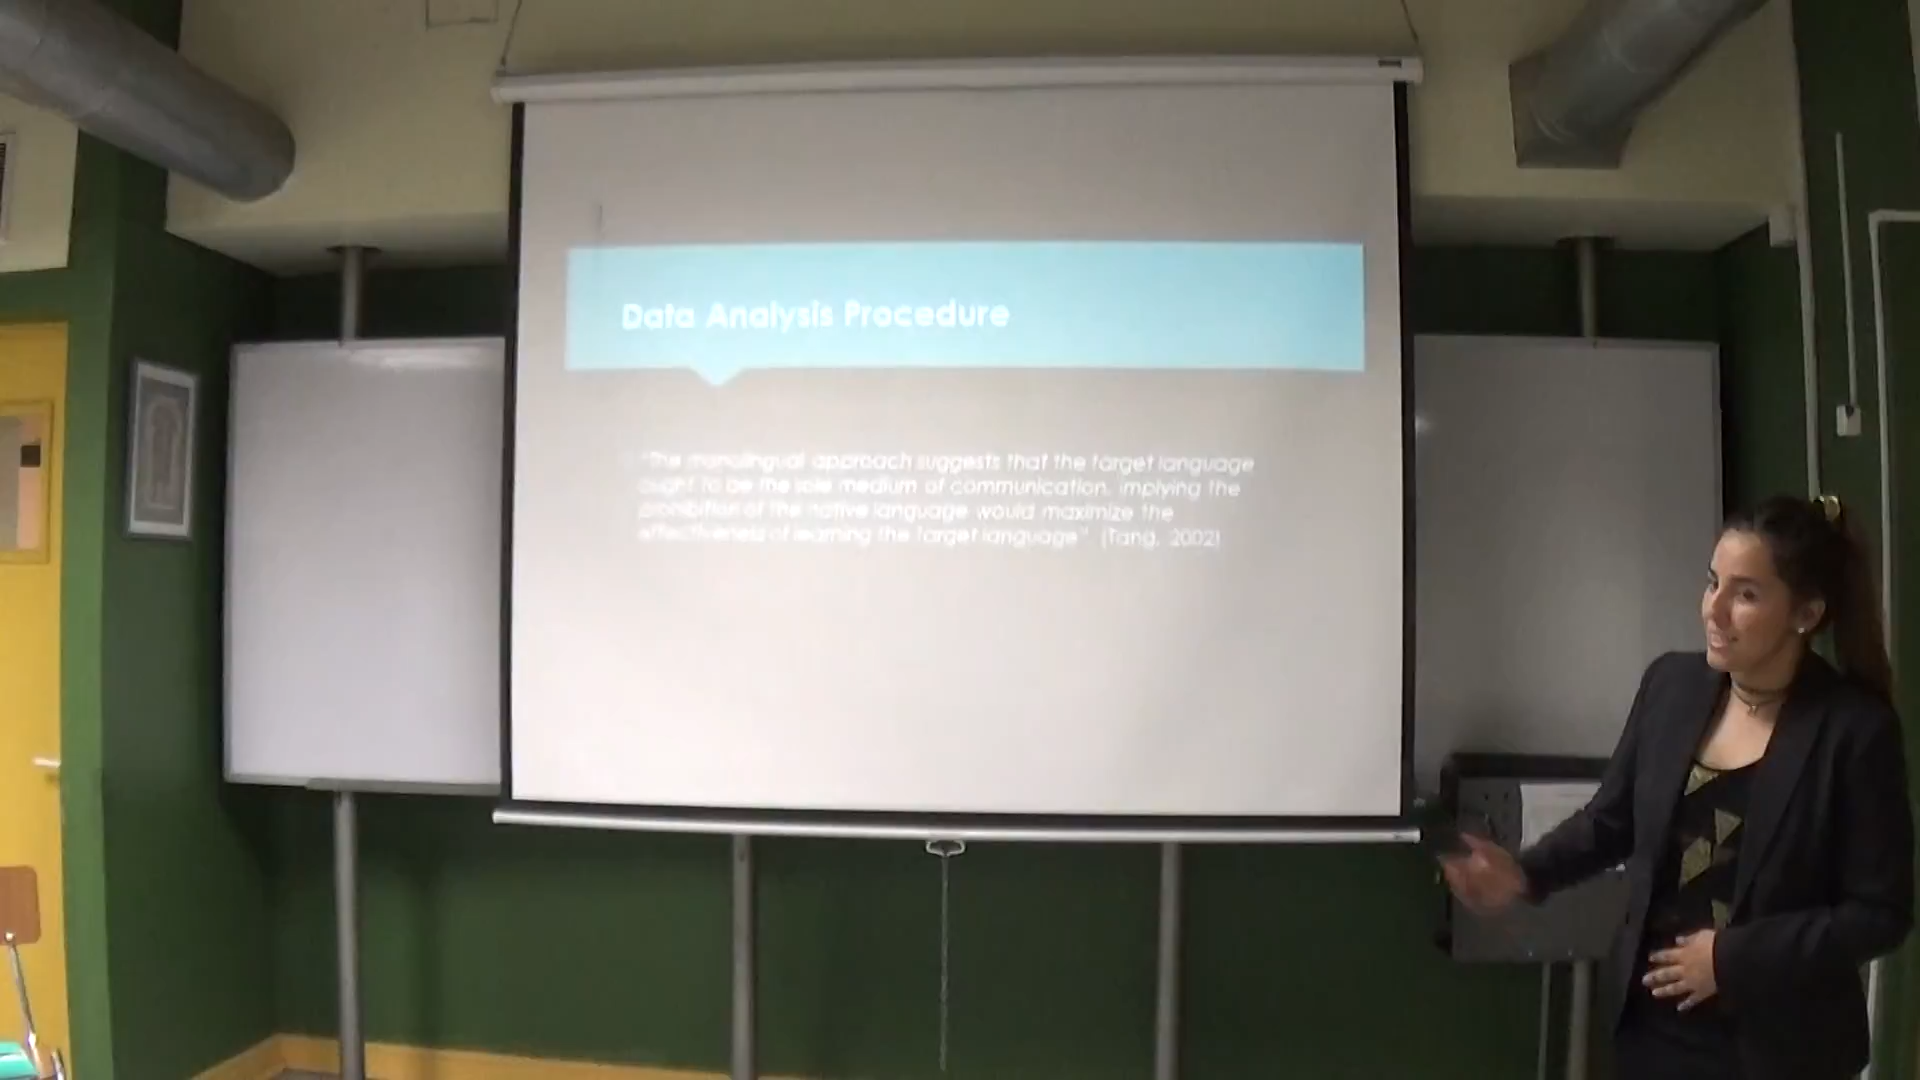 Data Analysis Procedure
"The monolingual approach suggests that the target language
ought to be the sole medium of communication, implying the
prohibition of the native language would maximize the
effectiveness of learning the target language" (Tang, 2002)